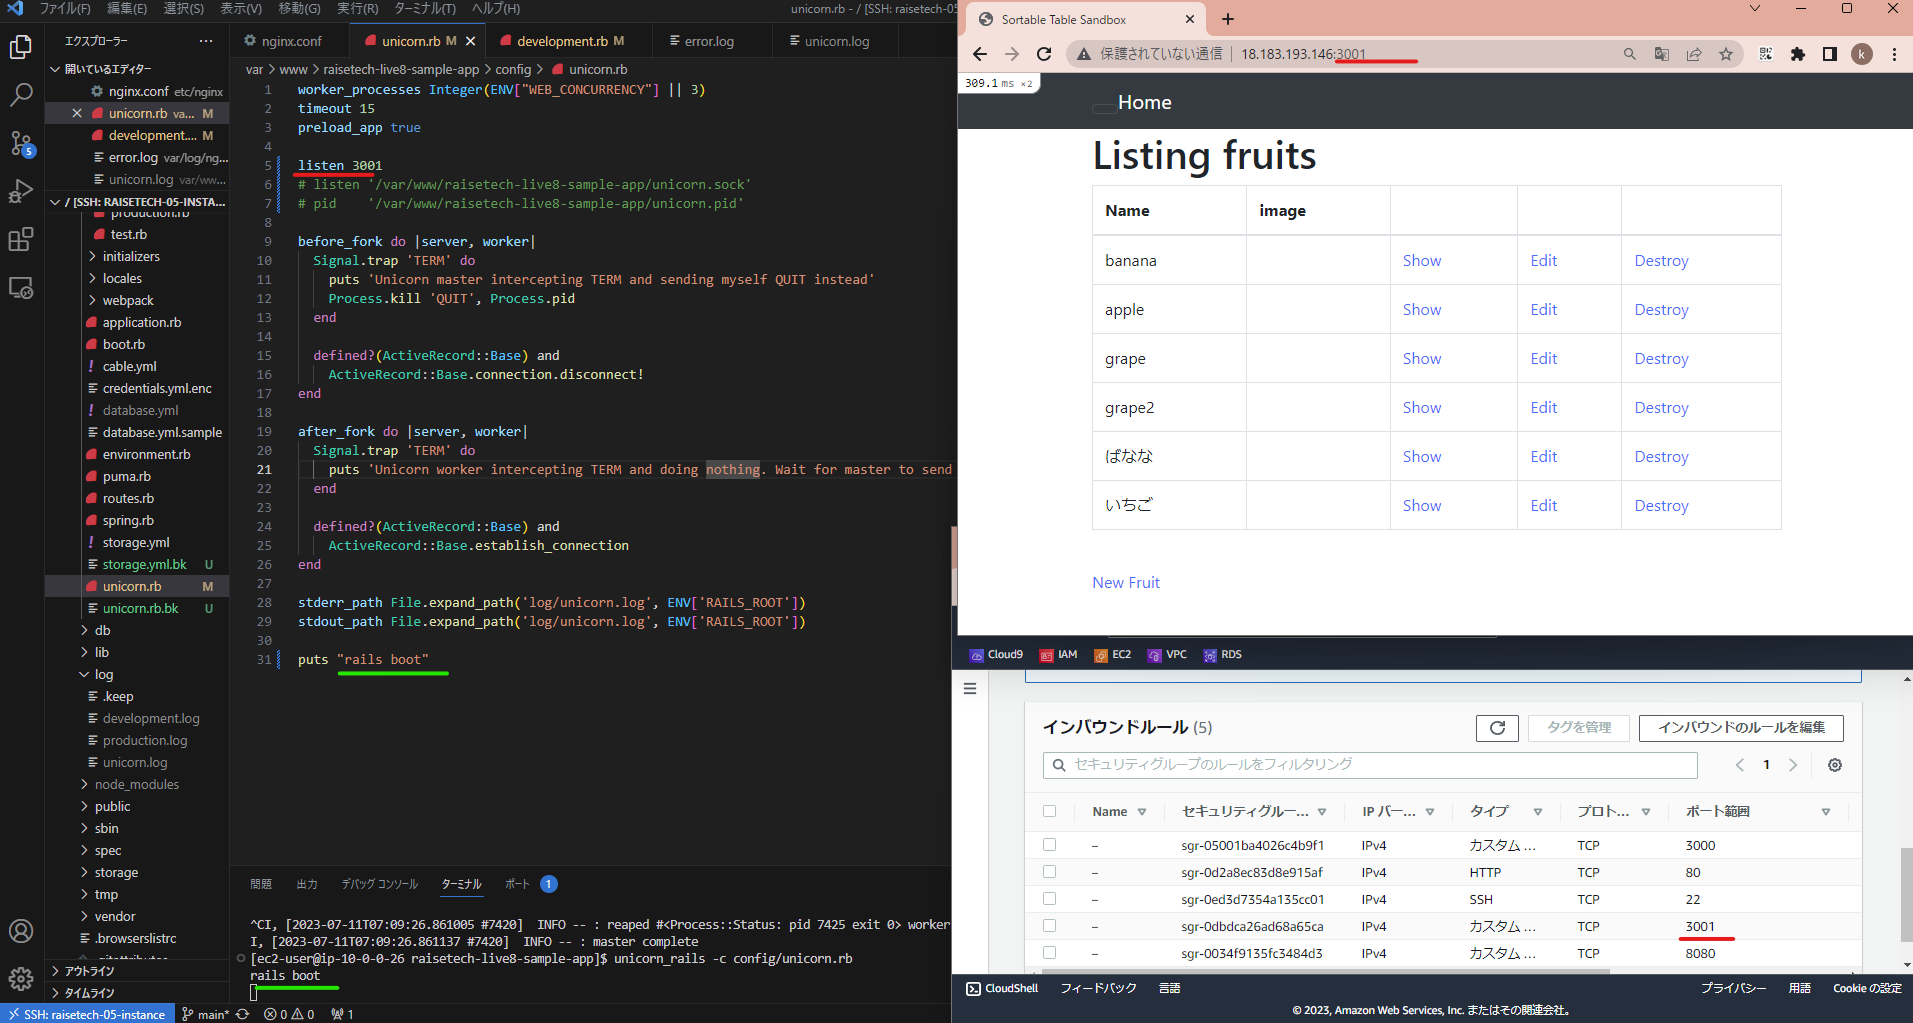 ファイル(F) 編集(E) 選択(S) 表示(V) 移動(G) 実行(R) ターミナル(T) ヘルプ(H)
unicorn.rb - / [SSH: raisetech-05
エクスプローラー ···
開いているエディター
nginx.conf etc/nginx
unicorn.rb va... M
development.... M
error.log var/log/ng...
unicorn.log var/ww...
/ [SSH: RAISETECH-05-INSTA...
production.rb
test.rb
initializers
locales
webpack
application.rb
boot.rb
cable.yml
credentials.yml.enc
database.yml
database.yml.sample
environment.rb
puma.rb
routes.rb
spring.rb
storage.yml
storage.yml.bk U
unicorn.rb M
unicorn.rb.bk U
db
lib
log
.keep
development.log
production.log
unicorn.log
node_modules
public
sbin
spec
storage
tmp
vendor
.browserslistrc
.gitattributes
アウトライン
タイムライン
5
nginx.conf unicorn.rb M development.rb M error.log unicorn.log
var > www > raisetech-live8-sample-app > config > unicorn.rb
1 worker_processes Integer(ENV["WEB_CONCURRENCY"] || 3)
2 timeout 15
3 preload_app true
4
5 listen 3001
6 # listen '/var/www/raisetech-live8-sample-app/unicorn.sock'
7 # pid    '/var/www/raisetech-live8-sample-app/unicorn.pid'
8
9 before_fork do |server, worker|
10 Signal.trap 'TERM' do
11 puts 'Unicorn master intercepting TERM and sending myself QUIT instead'
12 Process.kill 'QUIT', Process.pid
13 end
14
15 defined?(ActiveRecord::Base) and
16 ActiveRecord::Base.connection.disconnect!
17 end
18
19 after_fork do |server, worker|
20 Signal.trap 'TERM' do
21 puts 'Unicorn worker intercepting TERM and doing nothing. Wait for master to send
22 end
23
24 defined?(ActiveRecord::Base) and
25 ActiveRecord::Base.establish_connection
26 end
27
28 stderr_path File.expand_path('log/unicorn.log', ENV['RAILS_ROOT'])
29 stdout_path File.expand_path('log/unicorn.log', ENV['RAILS_ROOT'])
30
31 puts "rails boot"
問題 出力 デバッグ コンソール ターミナル ポート 1
^CI, [2023-07-11T07:09:26.861005 #7420]  INFO -- : reaped #<Process::Status: pid 7425 exit 0> worker
I, [2023-07-11T07:09:26.861137 #7420]  INFO -- : master complete
[ec2-user@ip-10-0-0-26 raisetech-live8-sample-app]$ unicorn_rails -c config/unicorn.rb
rails boot
SSH: raisetech-05-instance main* 0 0 1
Sortable Table Sandbox
保護されていない通信 18.183.193.146:3001 k
309.1 ms ×2
Home
Listing fruits
Name image
banana Show Edit Destroy
apple Show Edit Destroy
grape Show Edit Destroy
grape2 Show Edit Destroy
ばなな Show Edit Destroy
いちご Show Edit Destroy
New Fruit
Cloud9 IAM EC2 VPC RDS
インバウンドルール (5) タグを管理 インバウンドのルールを編集
セキュリティグループのルールをフィルタリング 1
Name セキュリティグルー... IP バー... タイプ プロト... ポート範囲
– sgr-05001ba4026c4b9f1 IPv4 カスタム ... TCP 3000
– sgr-0d2a8ec83d8e915af IPv4 HTTP TCP 80
– sgr-0ed3d7354a135cc01 IPv4 SSH TCP 22
– sgr-0dbdca26ad68a65ca IPv4 カスタム ... TCP 3001
– sgr-0034f9135fc3484d3 IPv4 カスタム ... TCP 8080
CloudShell フィードバック 言語 プライバシー 用語 Cookie の設定
© 2023, Amazon Web Services, Inc. またはその関連会社。